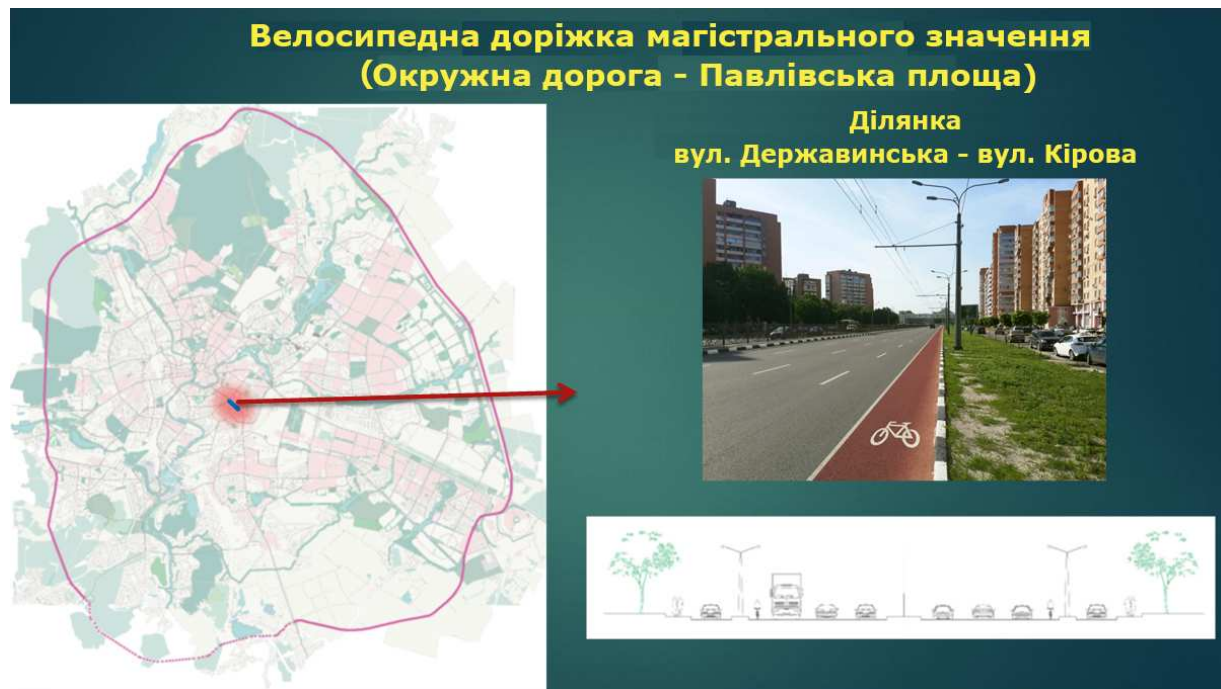 Велосипедна доріжка магістрального значення
(Окружна дорога - Павлівська площа)
Ділянка
вул. Державинська - вул. Кірова